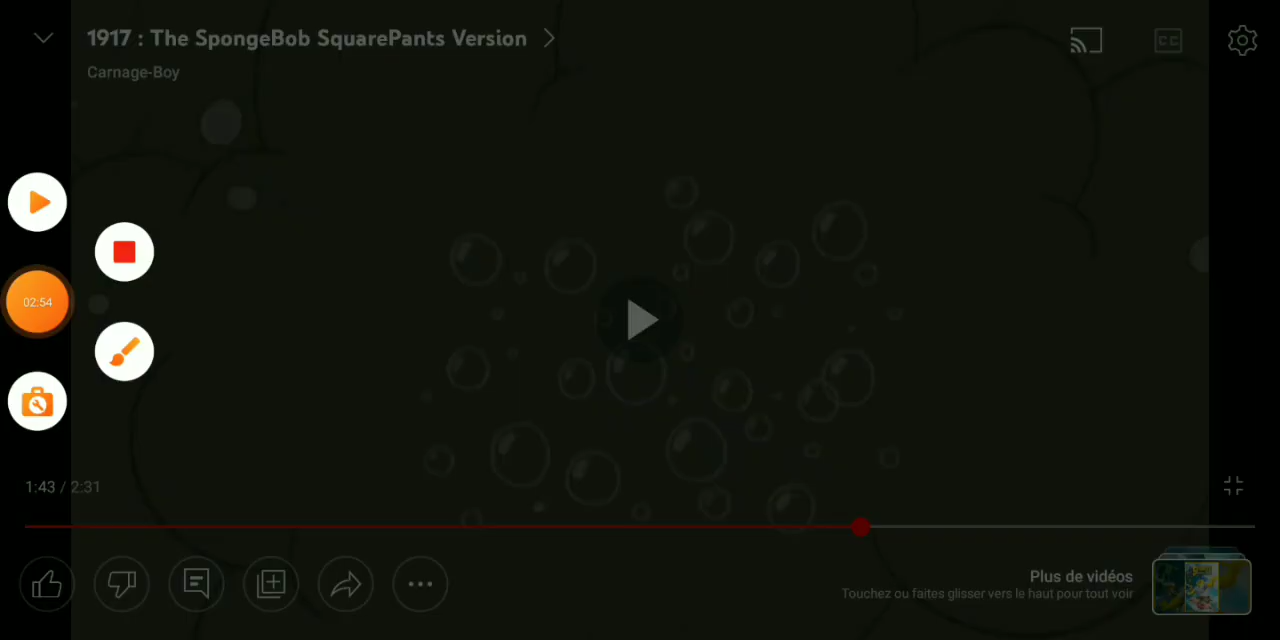 1917 : The SpongeBob SquarePants Version
Carnage-Boy
CC
02:54
1:43 / 2:31
Plus de vidéos
Touchez ou faites glisser vers le haut pour tout voir